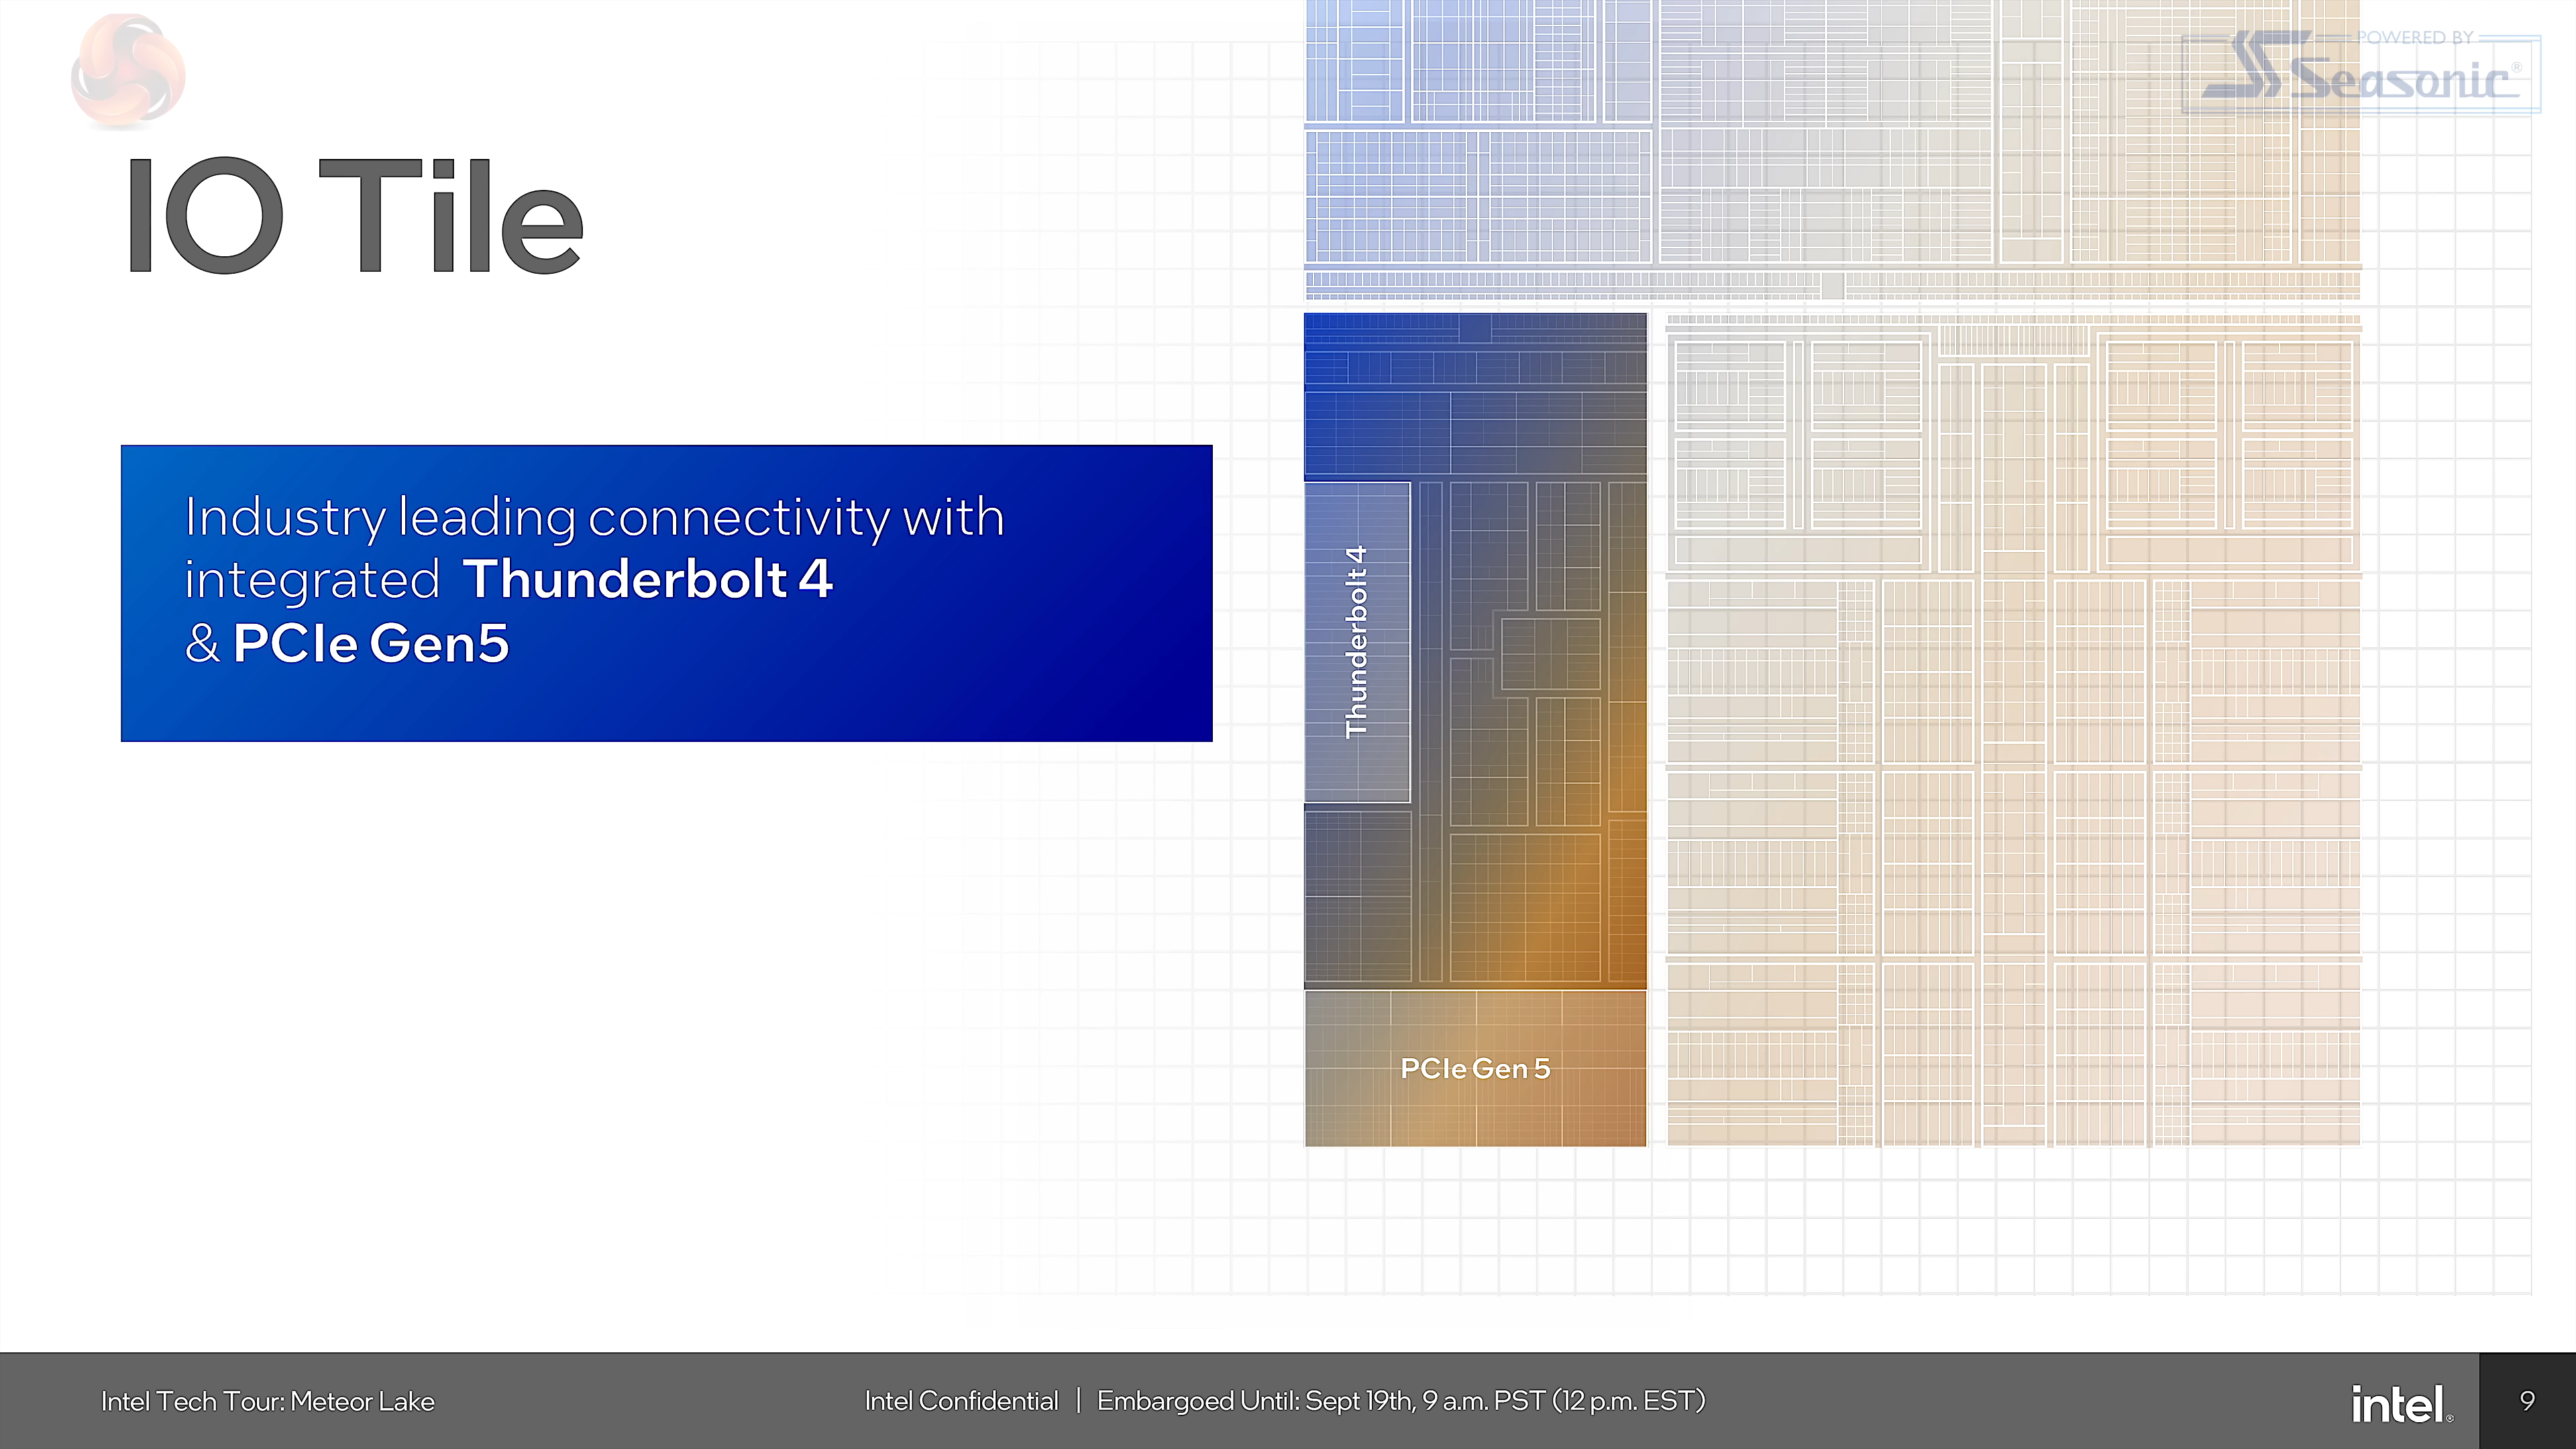 POWERED BY
Seasonic®
IO Tile
Industry leading connectivity with
integrated Thunderbolt 4
& PCIe Gen5
Thunderbolt 4
PCIe Gen 5
Intel Tech Tour: Meteor Lake
Intel Confidential | Embargoed Until: Sept 19th, 9 a.m. PST (12 p.m. EST)
intel®
9